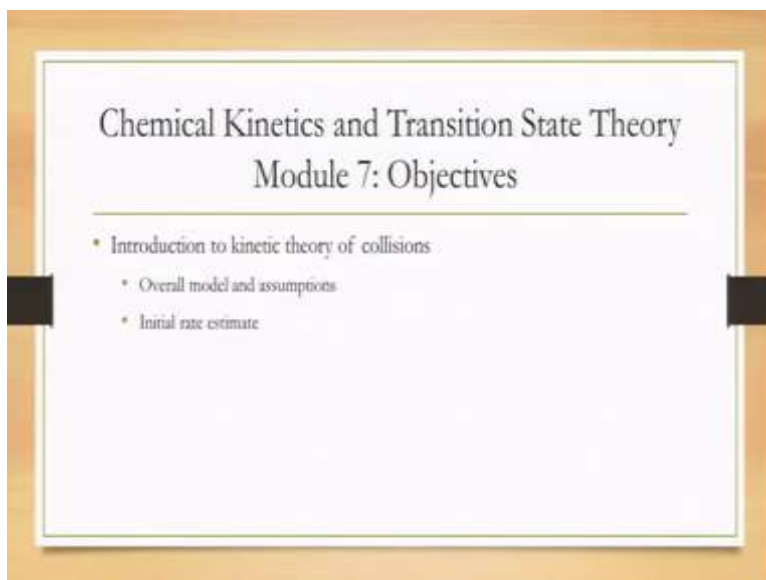 Chemical Kinetics and Transition State Theory
Module 7: Objectives
• Introduction to kinetic theory of collisions
• Overall model and assumptions
• Initial rate estimate